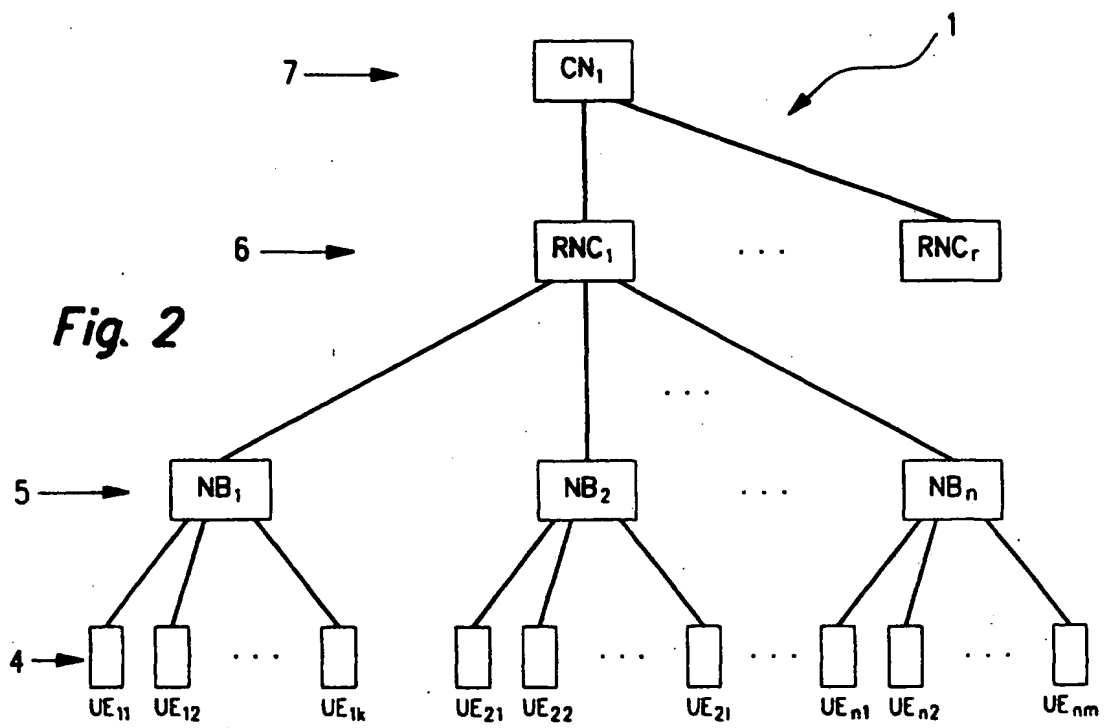 1
7 CN₁
6 RNC₁ . . . RNCᵣ
Fig. 2
. . .
5 NB₁ NB₂ . . . NBₙ
4 . . . . . . . . . . . .
UE₁₁ UE₁₂ UE₁ₖ UE₂₁ UE₂₂ UE₂ₗ UEₙ₁ UEₙ₂ UEₙₘ